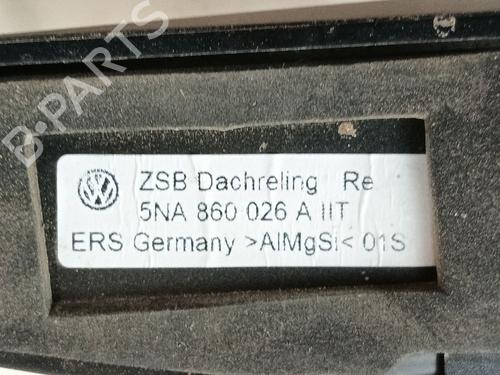 B-PARTS
ZSB Dachreling Re
5NA 860 026 A IIT
ERS Germany >AlMgSi< 01S